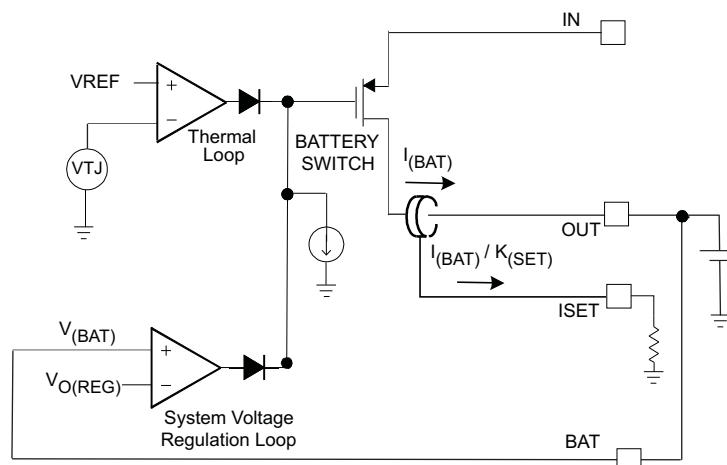 IN
VREF
+
−
Thermal
Loop
BATTERY
SWITCH
VTJ
I(BAT)
OUT
I(BAT) / K(SET)
ISET
V(BAT)
+
VO(REG)
−
System Voltage
Regulation Loop
BAT